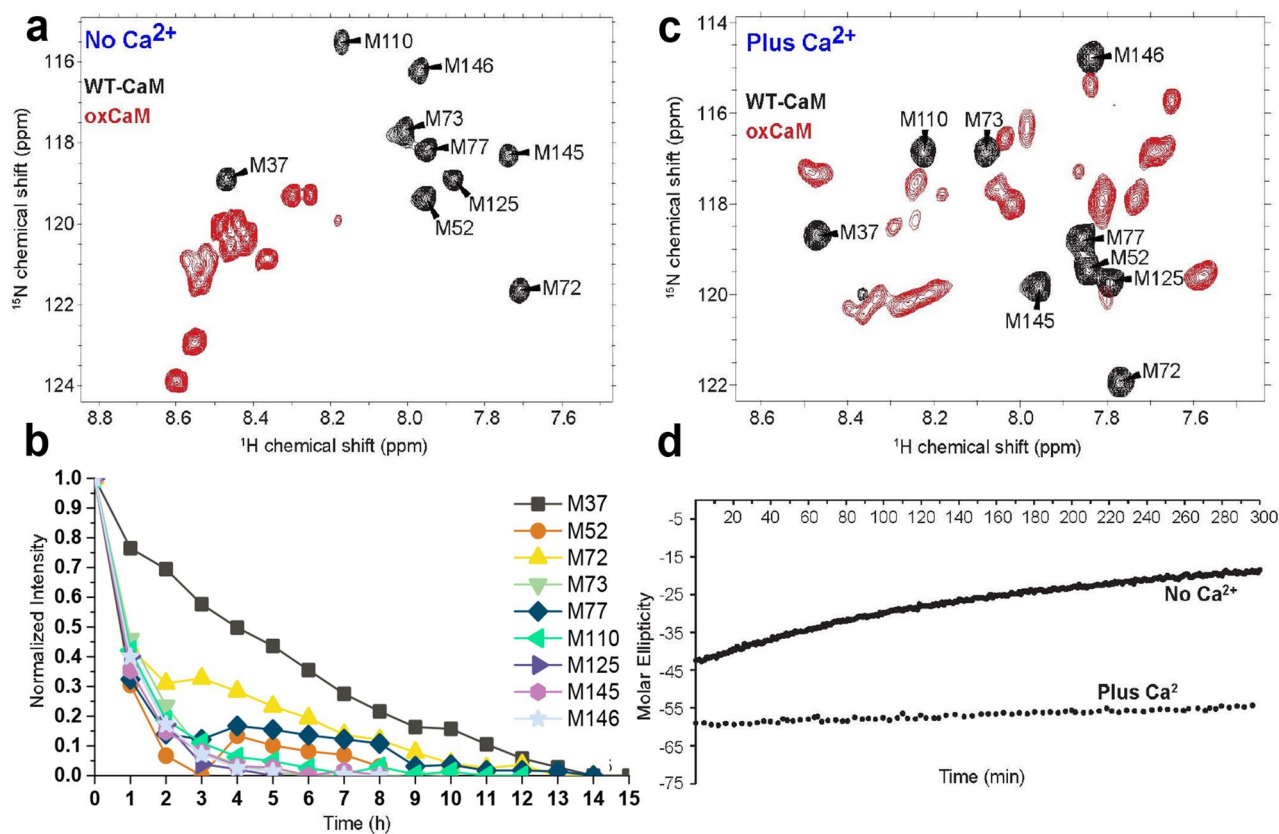 a
No Ca2+
WT-CaM
oxCaM
M110
M146
M73
M77
M145
M37
M125
M52
M72
116
118
120
122
124
15N chemical shift (ppm)
8.8 8.6 8.4 8.2 8.0 7.8 7.6
1H chemical shift (ppm)
c
Plus Ca2+
WT-CaM
oxCaM
M146
M110 M73
M37
M77
M52
M125
M145
M72
114
116
118
120
122
15N chemical shift (ppm)
8.6 8.4 8.2 8.0 7.8 7.6
1H chemical shift (ppm)
b
1.0
0.9
0.8
0.7
0.6
0.5
0.4
0.3
0.2
0.1
0.0
Normalized Intensity
M37
M52
M72
M73
M77
M110
M125
M145
M146
0 1 2 3 4 5 6 7 8 9 10 11 12 13 14 15
Time (h)
d
20 40 60 80 100 120 140 160 180 200 220 240 260 280 300
-5
-15
-25
-35
-45
-55
-65
-75
Molar Ellipticity
No Ca2+
Plus Ca2
Time (min)